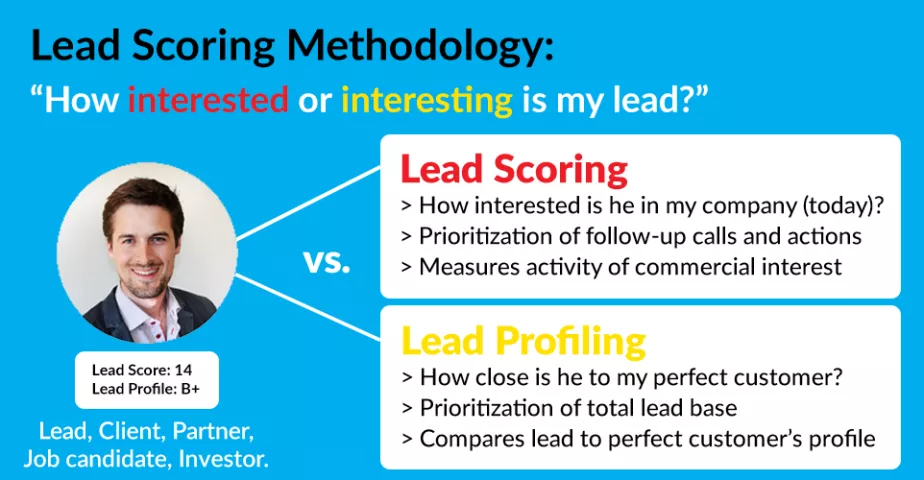 Lead Scoring Methodology:
“How interested or interesting is my lead?”
Lead Scoring
> How interested is he in my company (today)?
> Prioritization of follow-up calls and actions
> Measures activity of commercial interest
vs.
Lead Profiling
> How close is he to my perfect customer?
> Prioritization of total lead base
> Compares lead to perfect customer’s profile
Lead Score: 14
Lead Profile: B+
Lead, Client, Partner,
Job candidate, Investor.